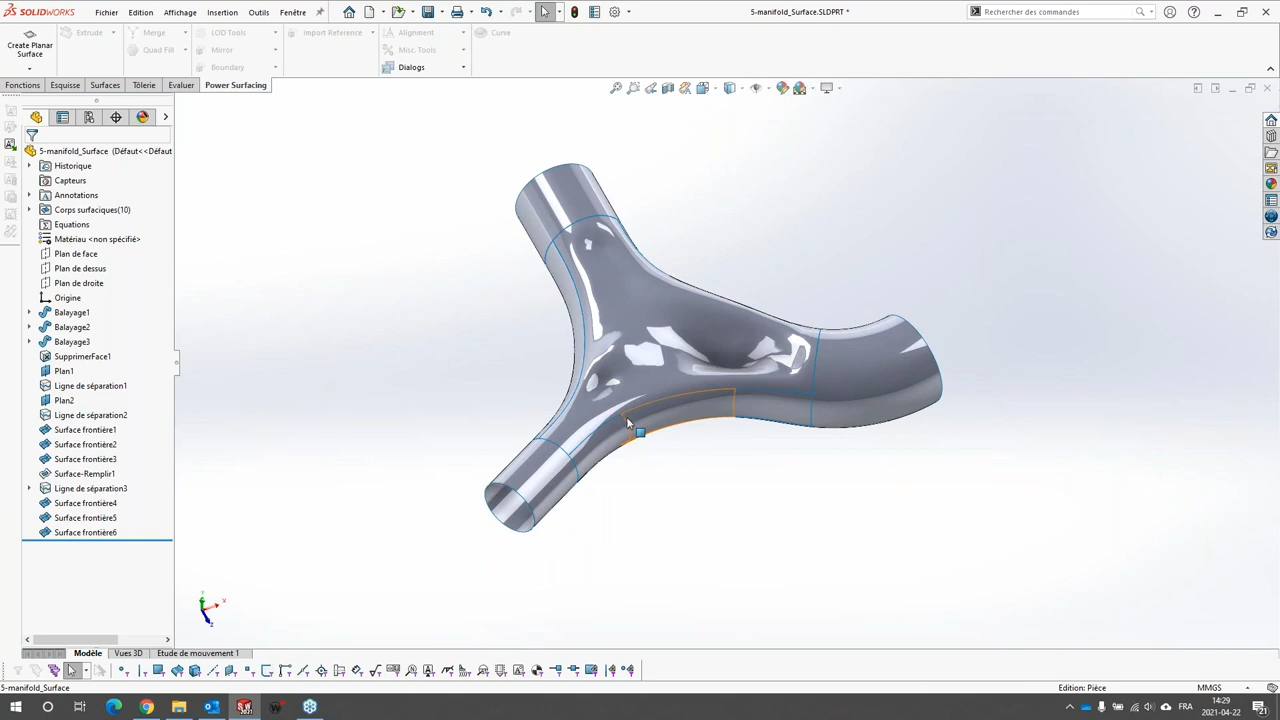 SOLIDWORKS Fichier Edition Affichage Insertion Outils Fenêtre 5-manifold_Surface.SLDPRT * Rechercher des commandes
Create Planar Surface Extrude Merge LOD Tools Import Reference Alignment Curve
Quad Fill Mirror Misc. Tools
Boundary Dialogs
Fonctions Esquisse Surfaces Tôlerie Evaluer Power Surfacing
5-manifold_Surface (Défaut<<Défaut
Historique
Capteurs
Annotations
Corps surfaciques(10)
Equations
Matériau <non spécifié>
Plan de face
Plan de dessus
Plan de droite
Origine
Balayage1
Balayage2
Balayage3
SupprimerFace1
Plan1
Ligne de séparation1
Plan2
Ligne de séparation2
Surface frontière1
Surface frontière2
Surface frontière3
Surface-Remplir1
Ligne de séparation3
Surface frontière4
Surface frontière5
Surface frontière6
Y X Z
Modèle Vues 3D Etude de mouvement 1
5-manifold_Surface Edition: Pièce MMGS
FRA 14:29
2021-04-22